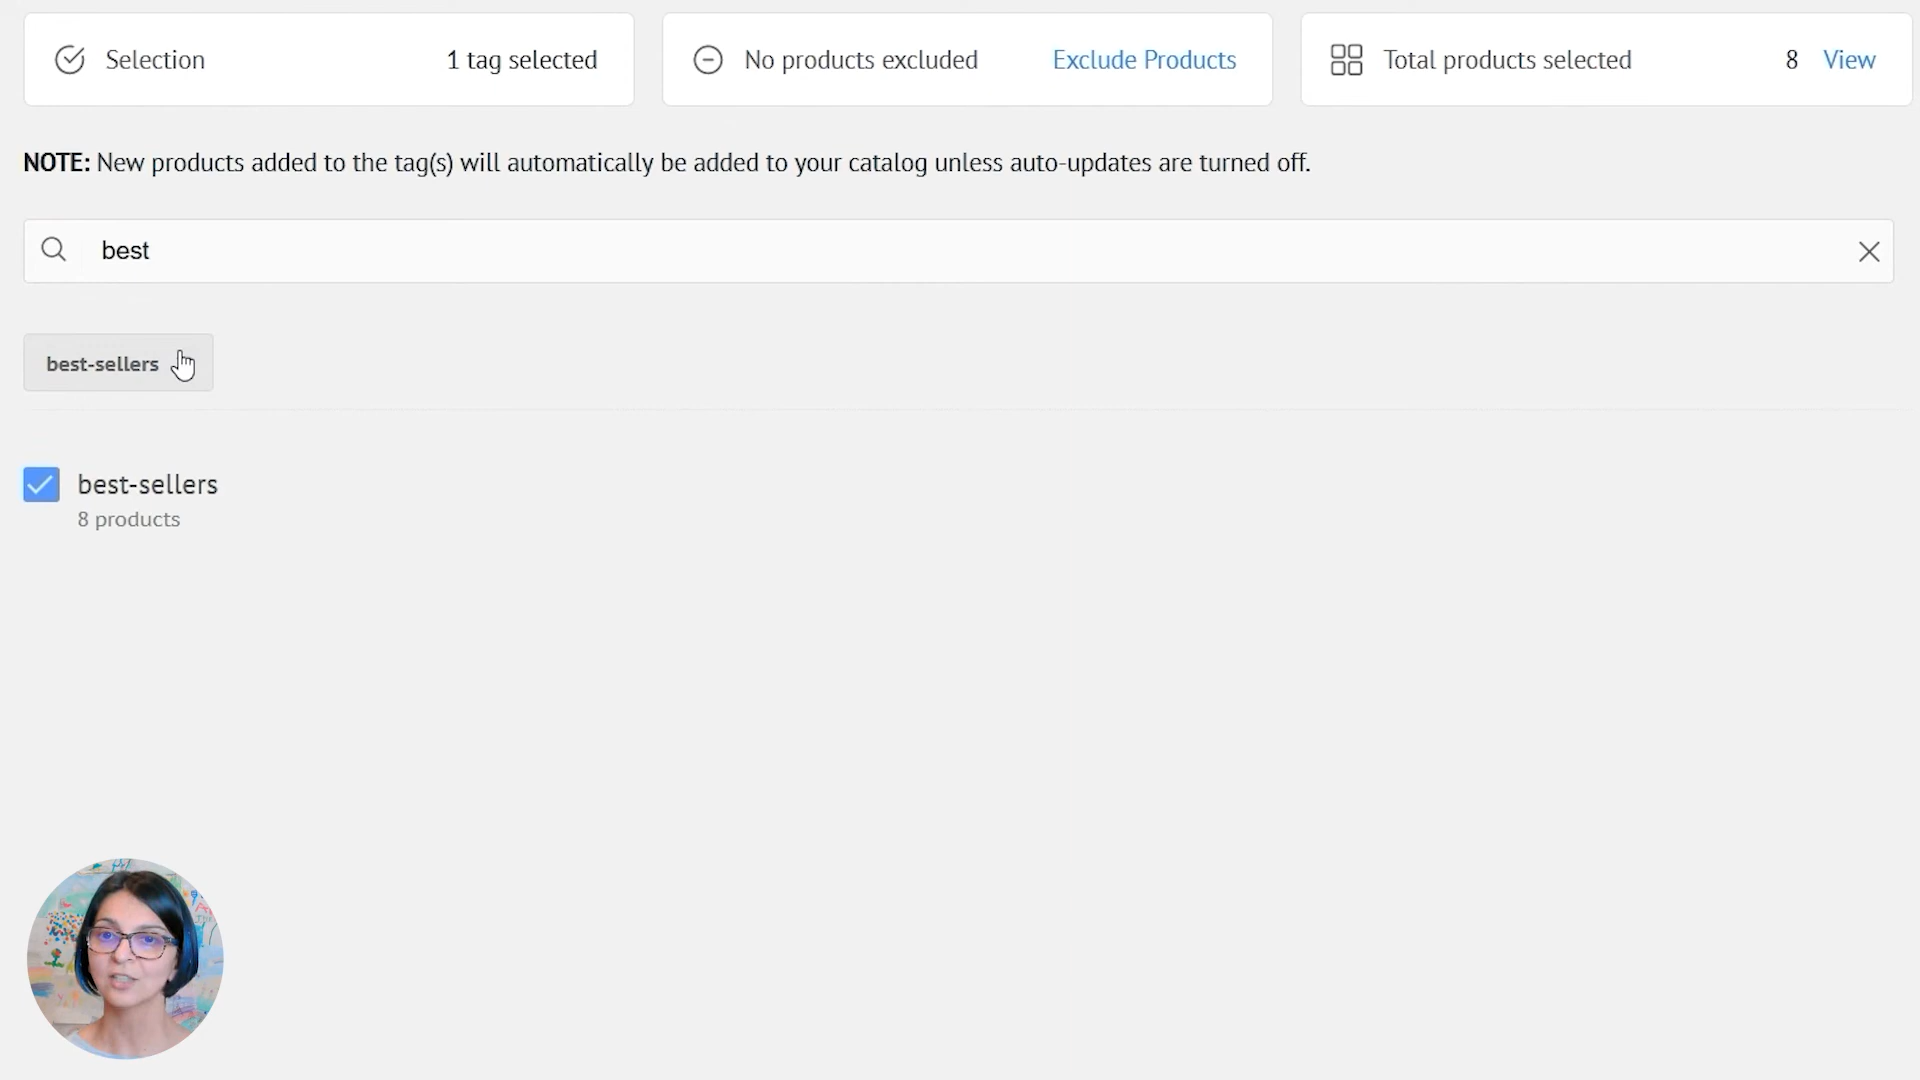 Selection 1 tag selected
No products excluded Exclude Products
Total products selected 8 View
NOTE: New products added to the tag(s) will automatically be added to your catalog unless auto-updates are turned off.
best
best-sellers
best-sellers
8 products